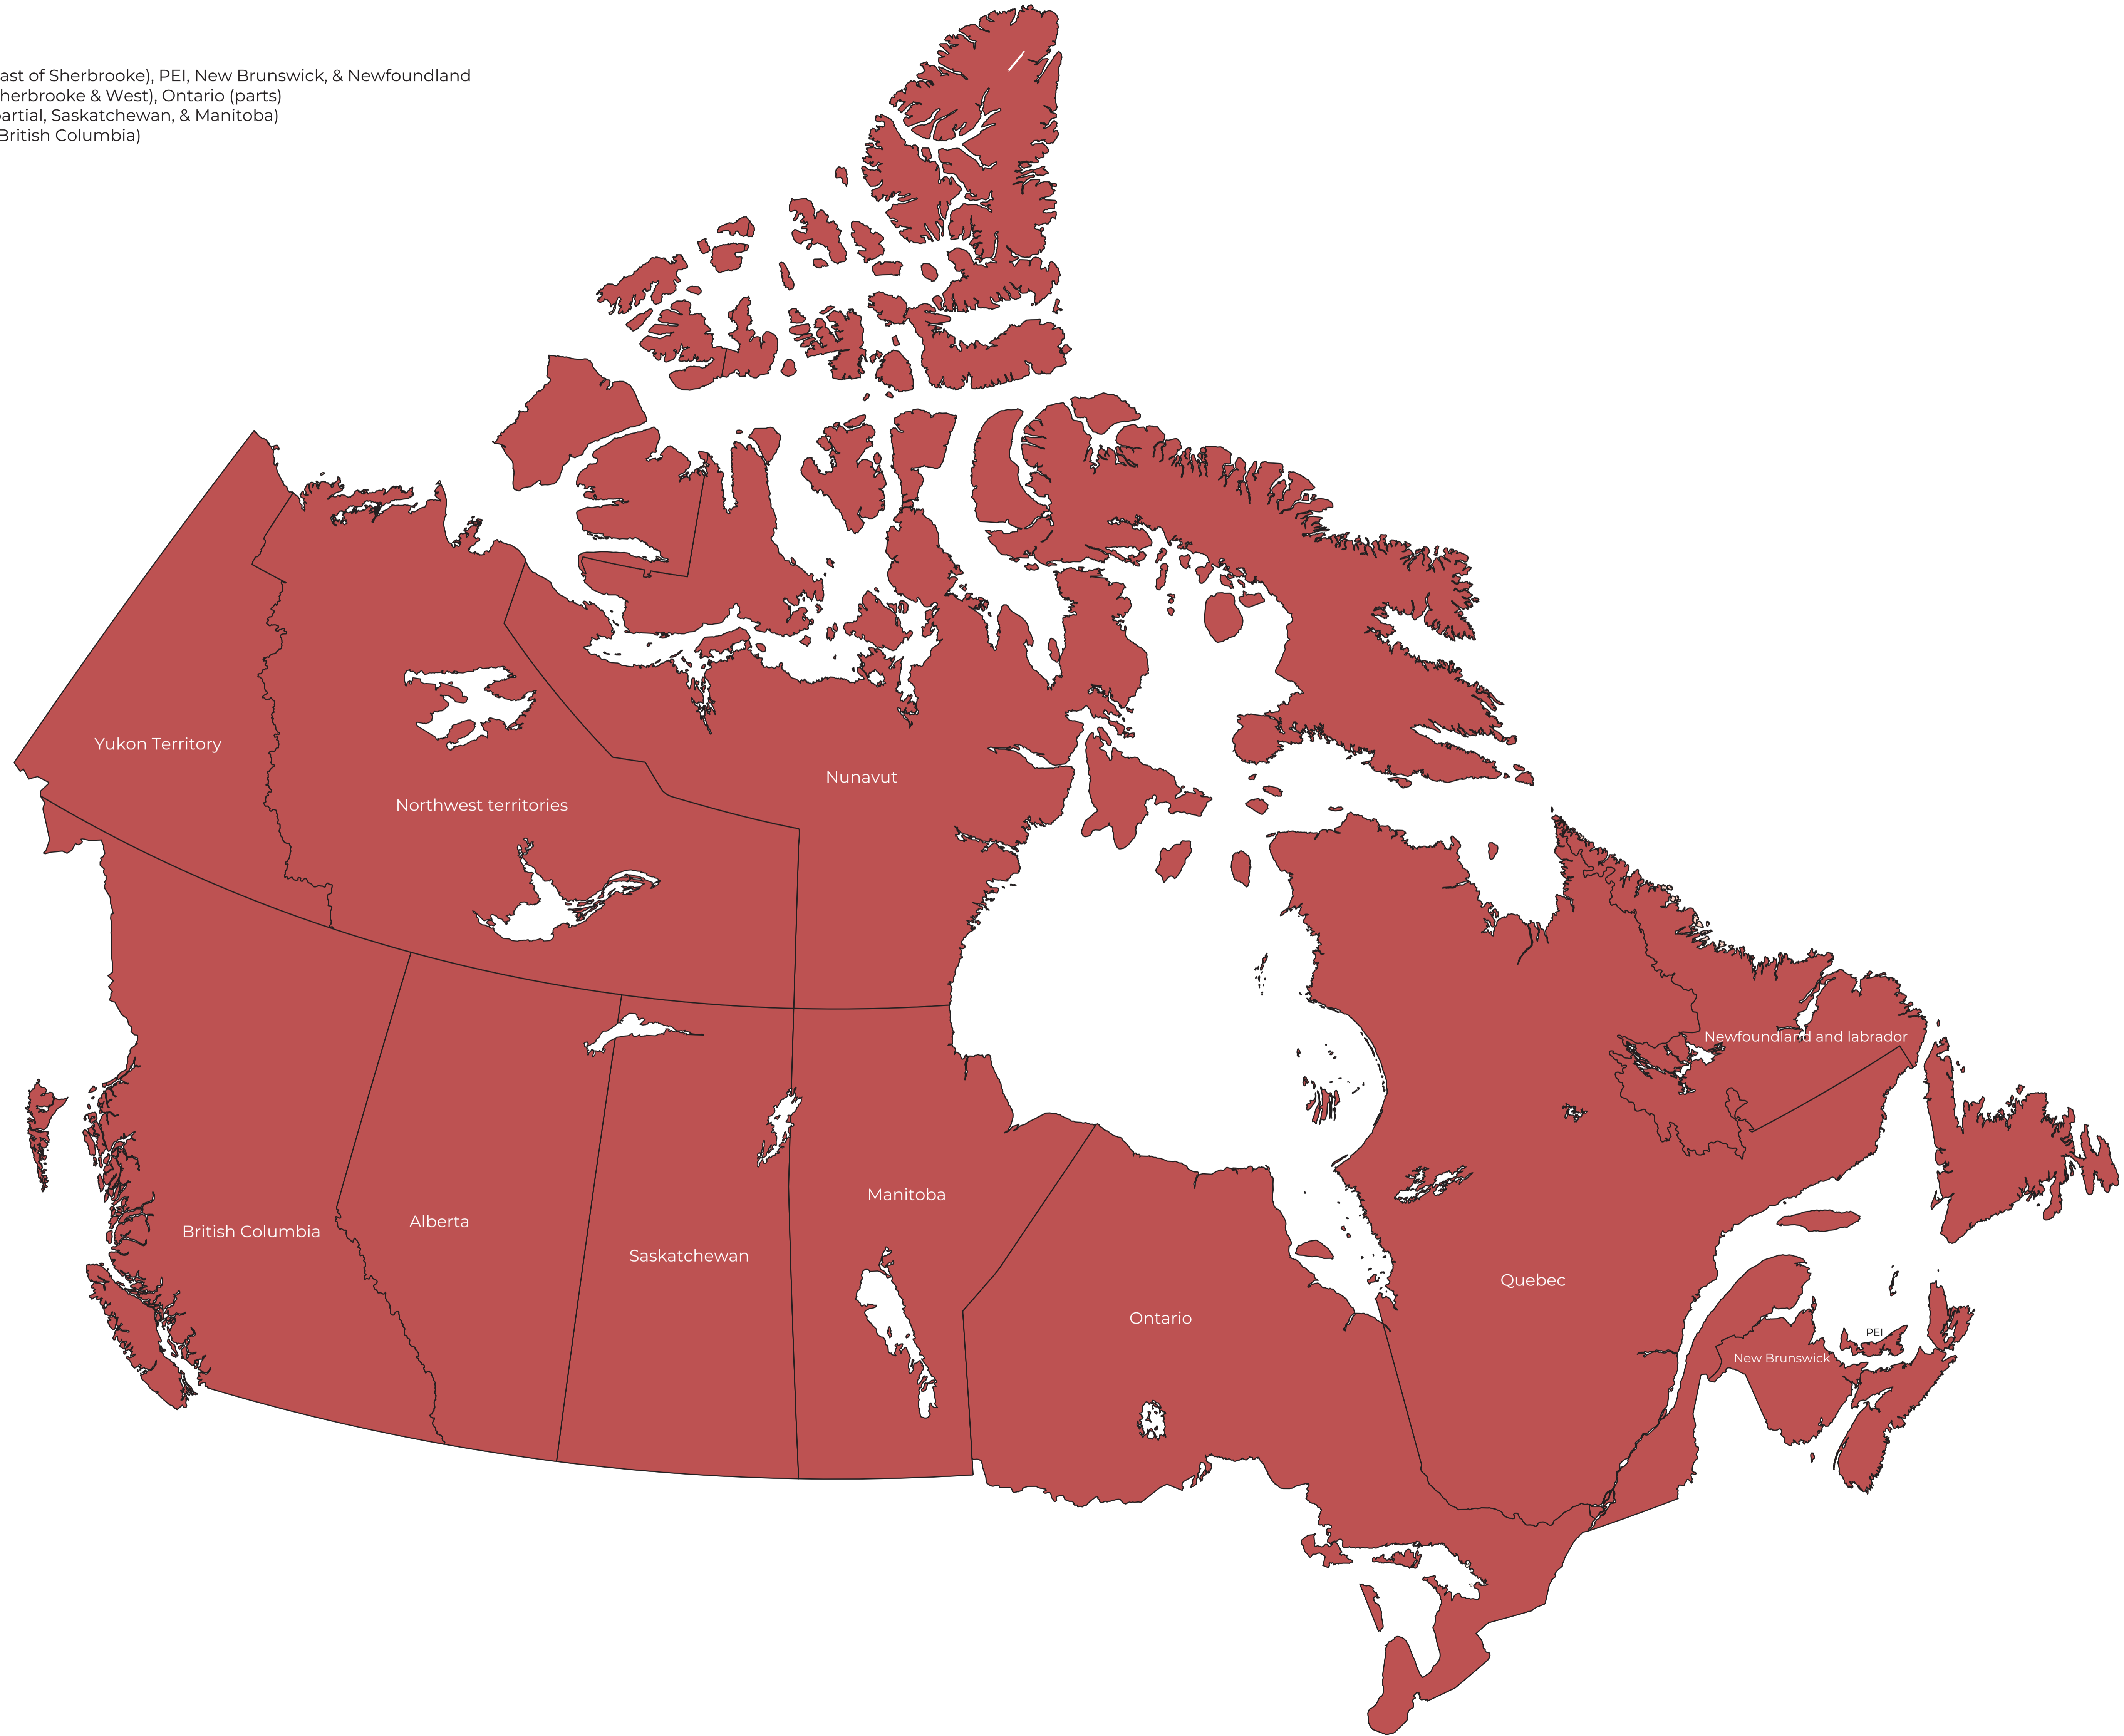 ast of Sherbrooke), PEI, New Brunswick, & Newfoundland
herbrooke & West), Ontario (parts)
partial, Saskatchewan, & Manitoba)
British Columbia)
Yukon Territory
Nunavut
Northwest territories
Newfoundland and labrador
Manitoba
Alberta
British Columbia
Saskatchewan
Quebec
Ontario
PEI
New Brunswick